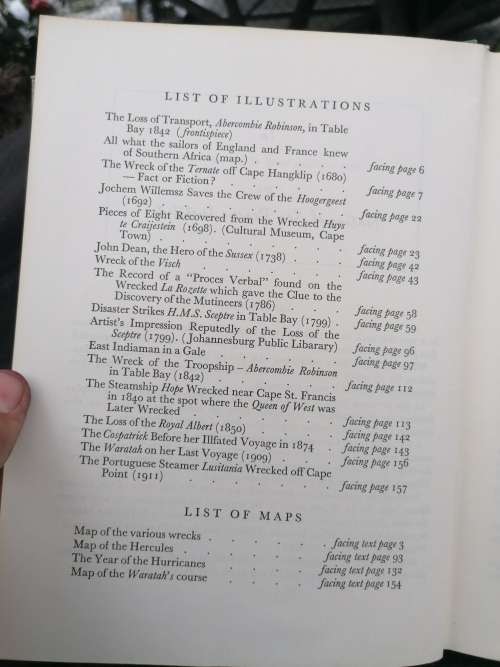 LIST OF ILLUSTRATIONS
The Loss of Transport, Abercombie Robinson, in Table
Bay 1842 (frontispiece)
All what the sailors of England and France knew
of Southern Africa (map.) . . . . facing page 6
The Wreck of the Ternate off Cape Hangklip (1680)
— Fact or Fiction? . . . . . facing page 7
Jochem Willemsz Saves the Crew of the Hoogergeest
(1692) . . . . . . . facing page 22
Pieces of Eight Recovered from the Wrecked Huys
te Craijestein (1698). (Cultural Museum, Cape
Town) . . . . . . . facing page 23
John Dean, the Hero of the Sussex (1738) . . facing page 42
Wreck of the Visch . . . . . . facing page 43
The Record of a "Proces Verbal" found on the
Wrecked La Rozette which gave the Clue to the
Discovery of the Mutineers (1786) . . . facing page 58
Disaster Strikes H.M.S. Sceptre in Table Bay (1799) . facing page 59
Artist's Impression Reputedly of the Loss of the
Sceptre (1799). (Johannesburg Public Libarary) . facing page 96
East Indiaman in a Gale . . . . . facing page 97
The Wreck of the Troopship – Abercombie Robinson
in Table Bay (1842) . . . . . facing page 112
The Steamship Hope Wrecked near Cape St. Francis
in 1840 at the spot where the Queen of West was
Later Wrecked . . . . . . facing page 113
The Loss of the Royal Albert (1850) . . . facing page 142
The Cospatrick Before her Illfated Voyage in 1874 . facing page 143
The Waratah on her Last Voyage (1909) . . . facing page 156
The Portuguese Steamer Lusitania Wrecked off Cape
Point (1911) . . . . . . facing page 157
LIST OF MAPS
Map of the various wrecks . . . . . facing text page 3
Map of the Hercules . . . . . . facing text page 93
The Year of the Hurricanes . . . . facing text page 132
Map of the Waratah's course . . . . facing text page 154